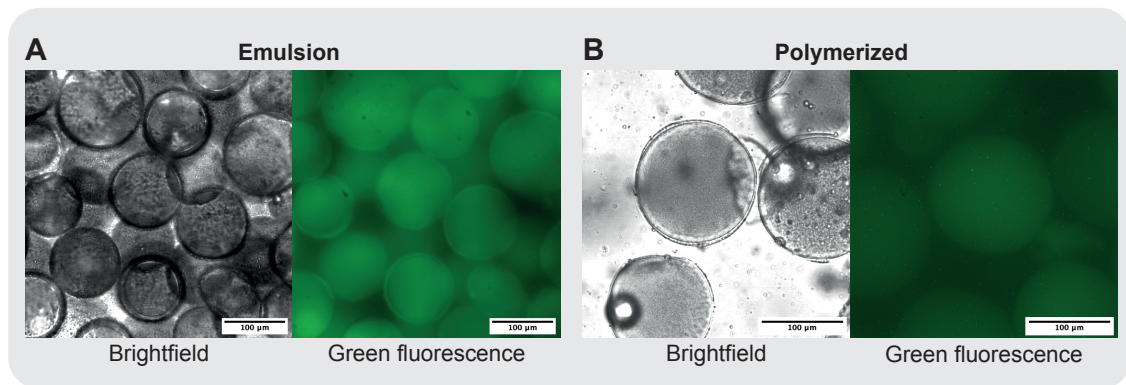 A
Emulsion
100 µm
100 µm
Brightfield
Green fluorescence
B
Polymerized
100 µm
100 µm
Brightfield
Green fluorescence